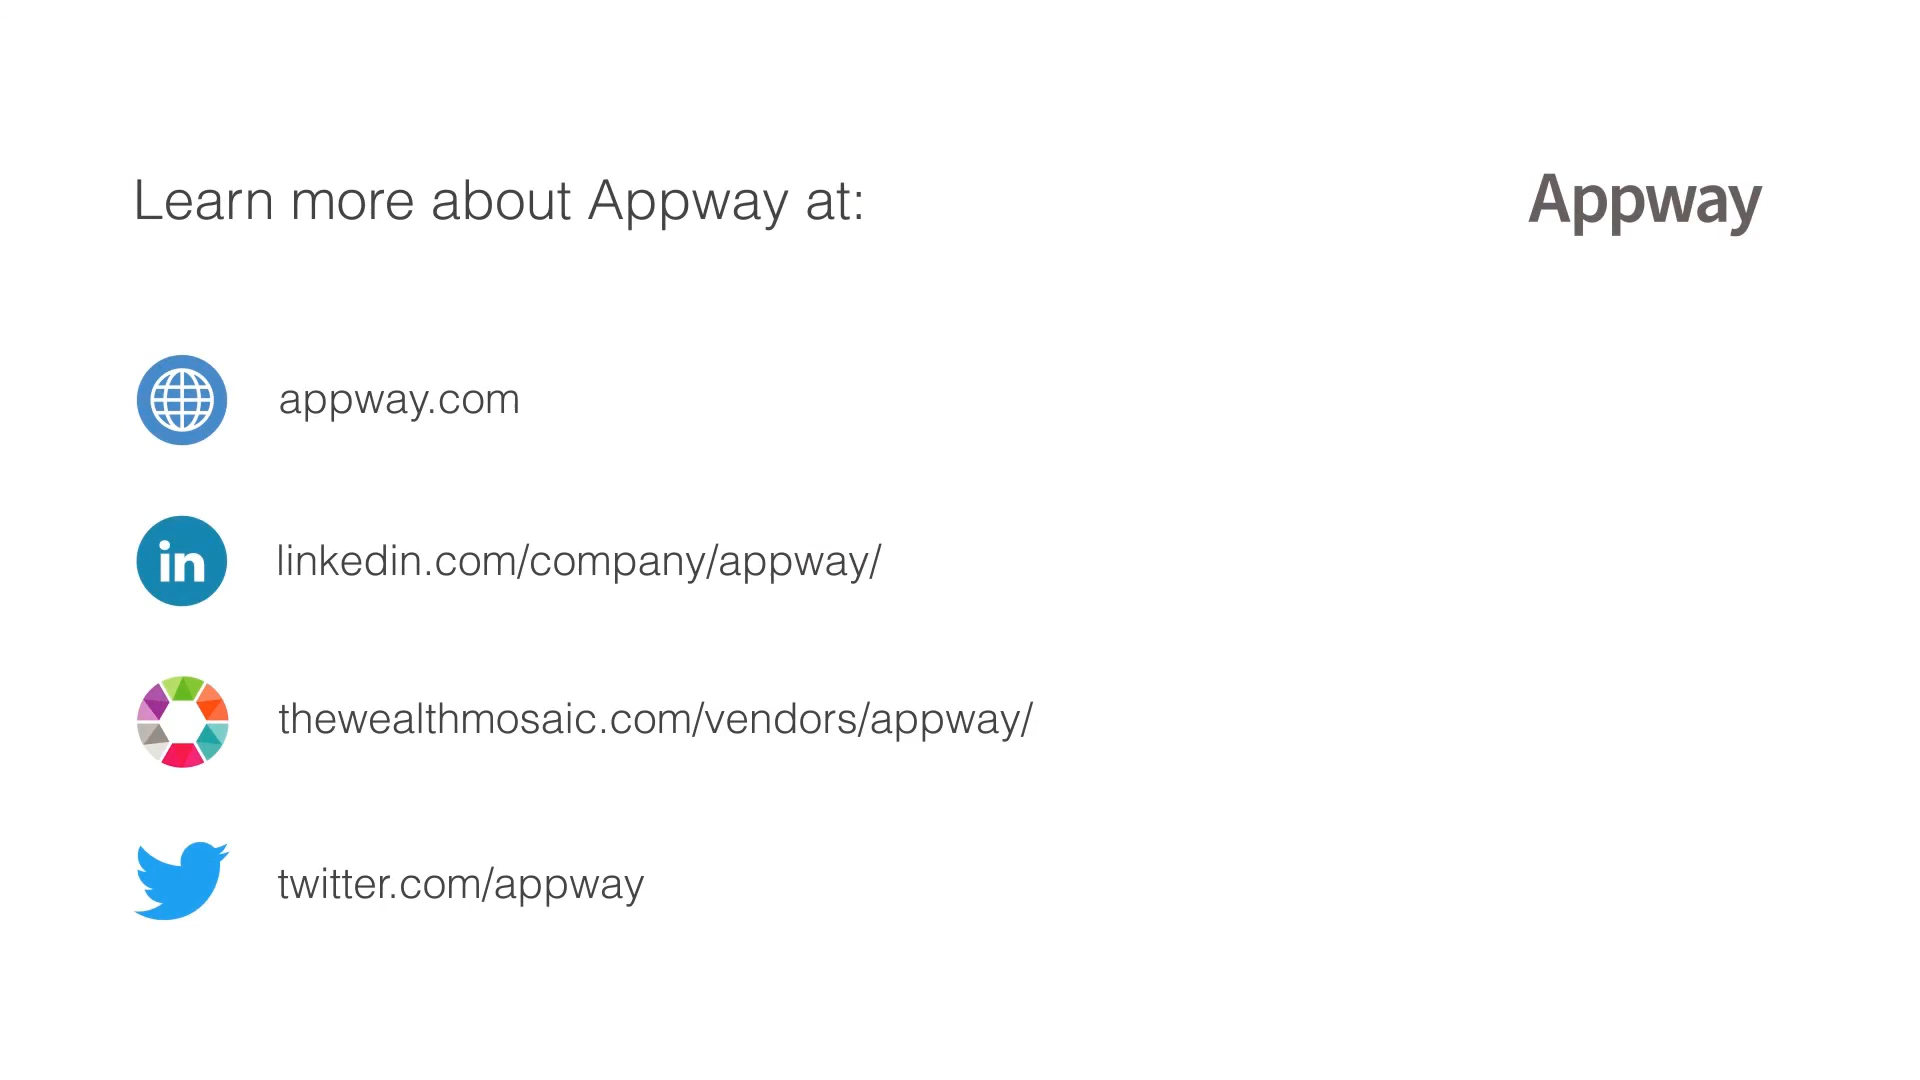 Learn more about Appway at:
Appway
appway.com
in
linkedin.com/company/appway/
thewealthmosaic.com/vendors/appway/
twitter.com/appway